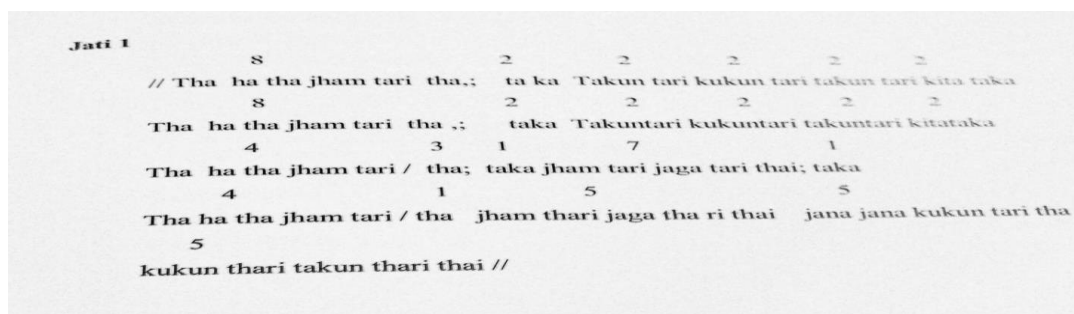 Jati 1
8 2 2 2 2 2
// Tha ha tha jham tari tha,; ta ka Takun tari kukun tari takun tari kita taka
8 2 2 2 2 2
Tha ha tha jham tari tha ,; taka Takuntari kukuntari takuntari kitataka
4 3 1 7 1
Tha ha tha jham tari / tha; taka jham tari jaga tari thai; taka
4 1 5 5
Tha ha tha jham tari / tha jham thari jaga tha ri thai jana jana kukun tari tha
5
kukun thari takun thari thai //